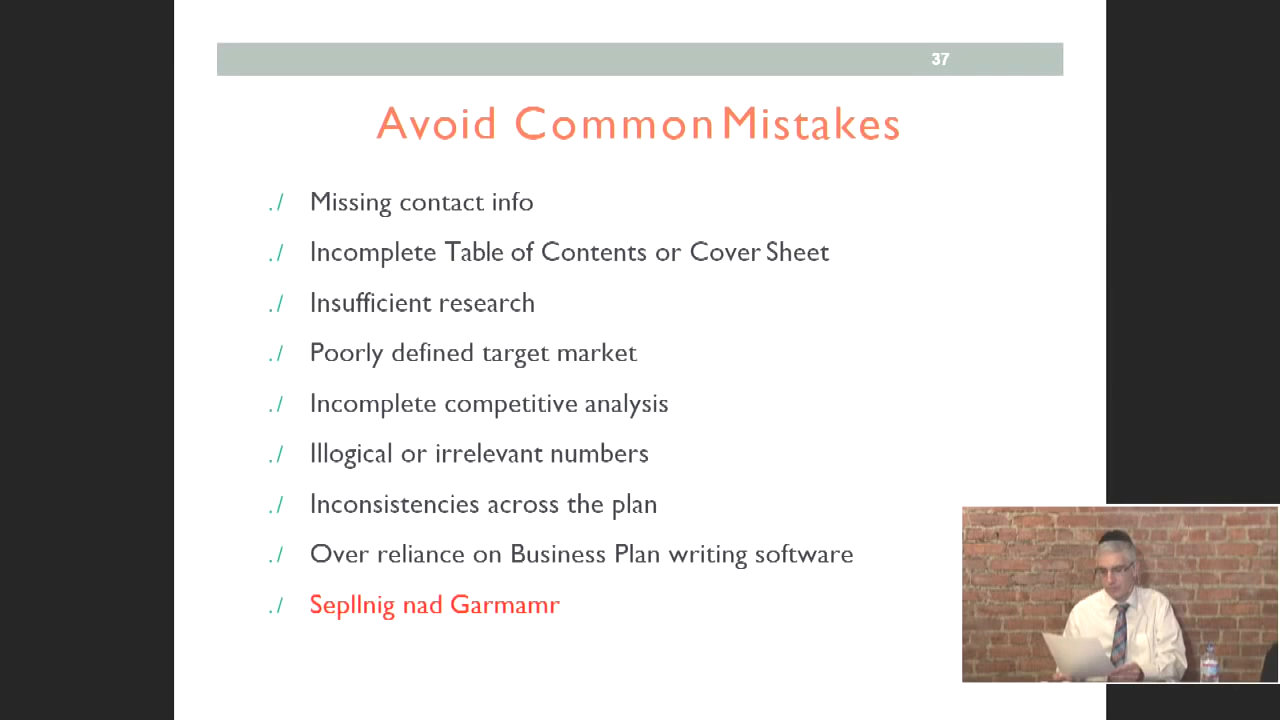 37
Avoid Common Mistakes
./ Missing contact info
./ Incomplete Table of Contents or Cover Sheet
./ Insufficient research
./ Poorly defined target market
./ Incomplete competitive analysis
./ Illogical or irrelevant numbers
./ Inconsistencies across the plan
./ Over reliance on Business Plan writing software
./ Sepllnig nad Garmamr